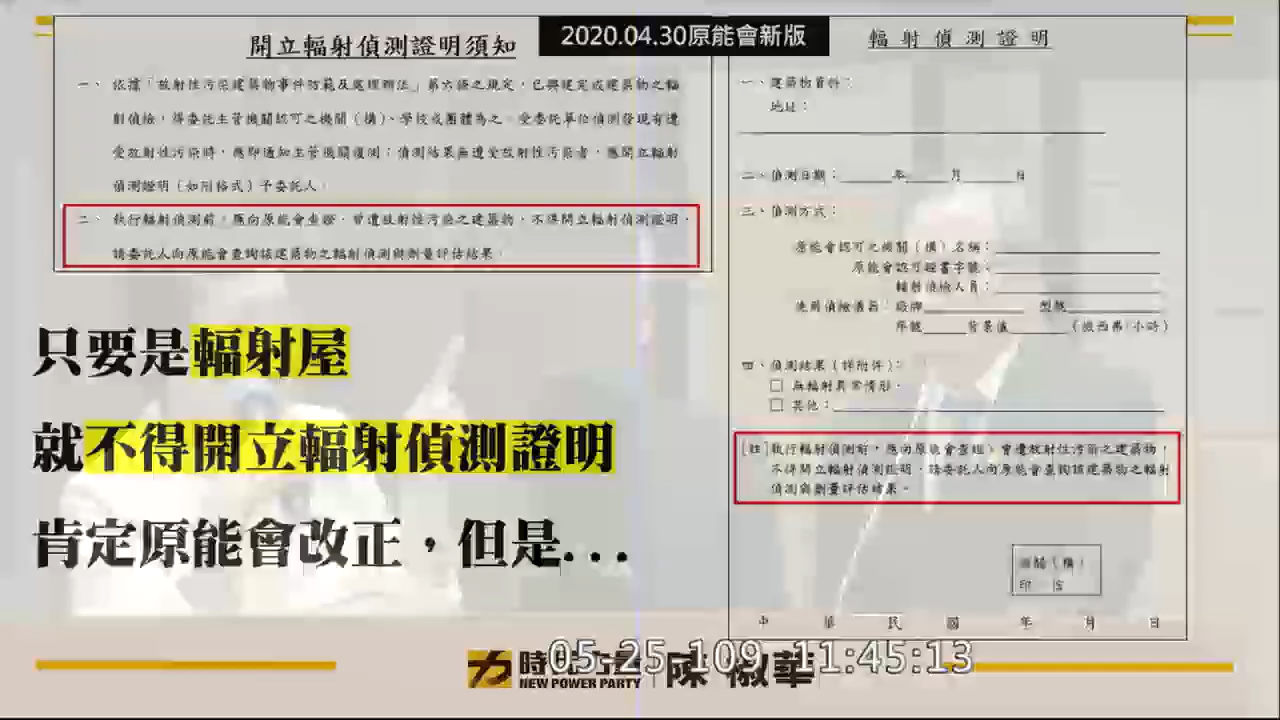 2020.04.30原能會新版
開立輻射偵測證明須知
一、依據「放射性污染建築物事件防範及處理辦法」第六條之規定，已興建完成建築物之輻
射偵檢，得委託主管機關認可之機關（構）、學校或團體為之。受委託單位偵測發現有遭
受放射性污染時，應即通知主管機關復測；偵測結果無遭受放射性污染者，應開立輻射
偵測證明（如附格式）予委託人。
二、執行輻射偵測前，應向原能會查證，曾遭放射性污染之建築物，不得開立輻射偵測證明，
請委託人向原能會查詢該建築物之輻射偵測與劑量評估結果。
只要是輻射屋
就不得開立輻射偵測證明
肯定原能會改正，但是...
輻射偵測證明
一、建築物資料：
地址：
二、偵測日期：年月日
三、偵測方式：
原能會認可之機關（構）名稱：
原能會認可證書字號：
輻射偵檢人員：
使用偵檢儀器：廠牌 型號
序號 背景值（微西弗/小時）
四、偵測結果（詳附件）：
□ 無輻射異常情形。
□ 其他：
[註]執行輻射偵測前，應向原能會查證，曾遭放射性污染之建築物，
不得開立輻射偵測證明，請委託人向原能會查詢該建築物之輻射
偵測與劑量評估結果。
機關（構）
印信
中華民國 年 月 日
時代力量
NEW POWER PARTY
陳椒華
05.25.109 11:45:13